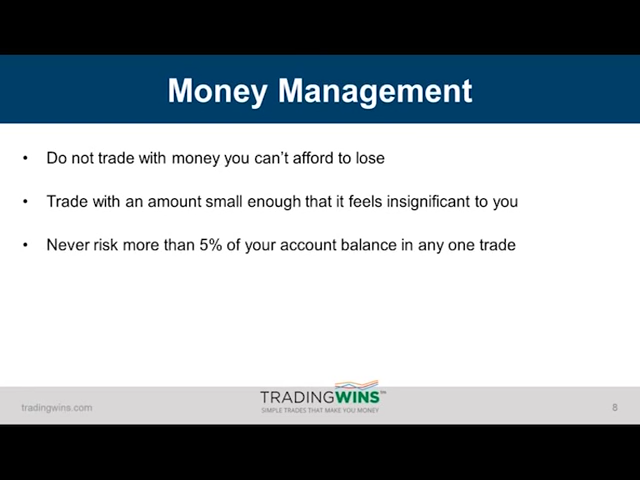 Money Management
• Do not trade with money you can't afford to lose
• Trade with an amount small enough that it feels insignificant to you
• Never risk more than 5% of your account balance in any one trade
TRADINGWINS℠
SIMPLE TRADES THAT MAKE YOU MONEY
tradingwins.com
8